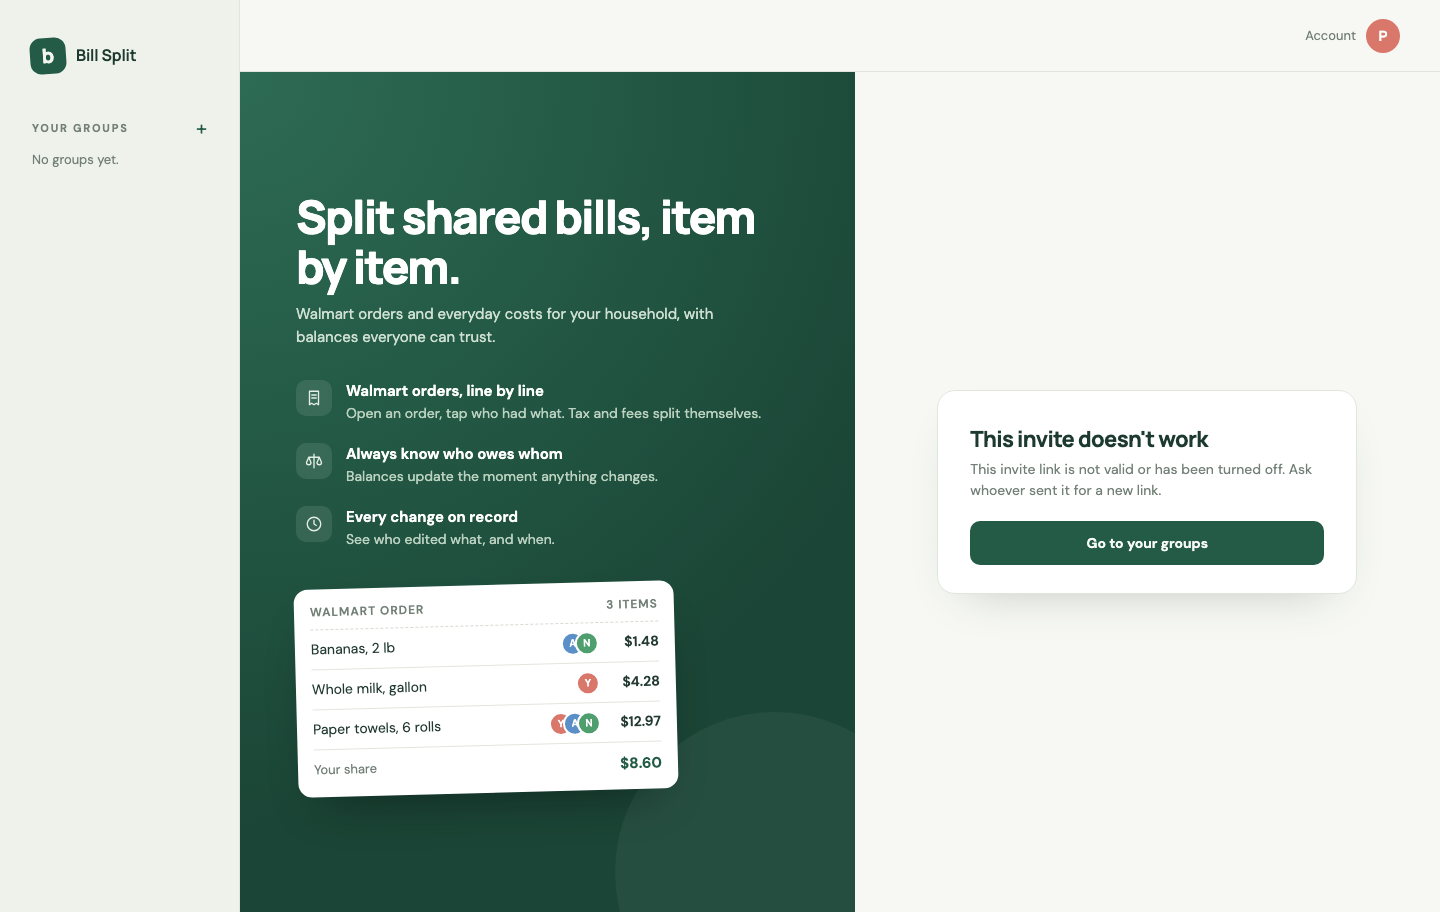 b
Bill Split
YOUR GROUPS
+
No groups yet.
Account
P
Split shared bills, item
by item.
Walmart orders and everyday costs for your household, with
balances everyone can trust.
Walmart orders, line by line
Open an order, tap who had what. Tax and fees split themselves.
Always know who owes whom
Balances update the moment anything changes.
Every change on record
See who edited what, and when.
WALMART ORDER 3 ITEMS
Bananas, 2 lb A N $1.48
Whole milk, gallon Y $4.28
Paper towels, 6 rolls Y A N $12.97
Your share $8.60
This invite doesn't work
This invite link is not valid or has been turned off. Ask
whoever sent it for a new link.
Go to your groups